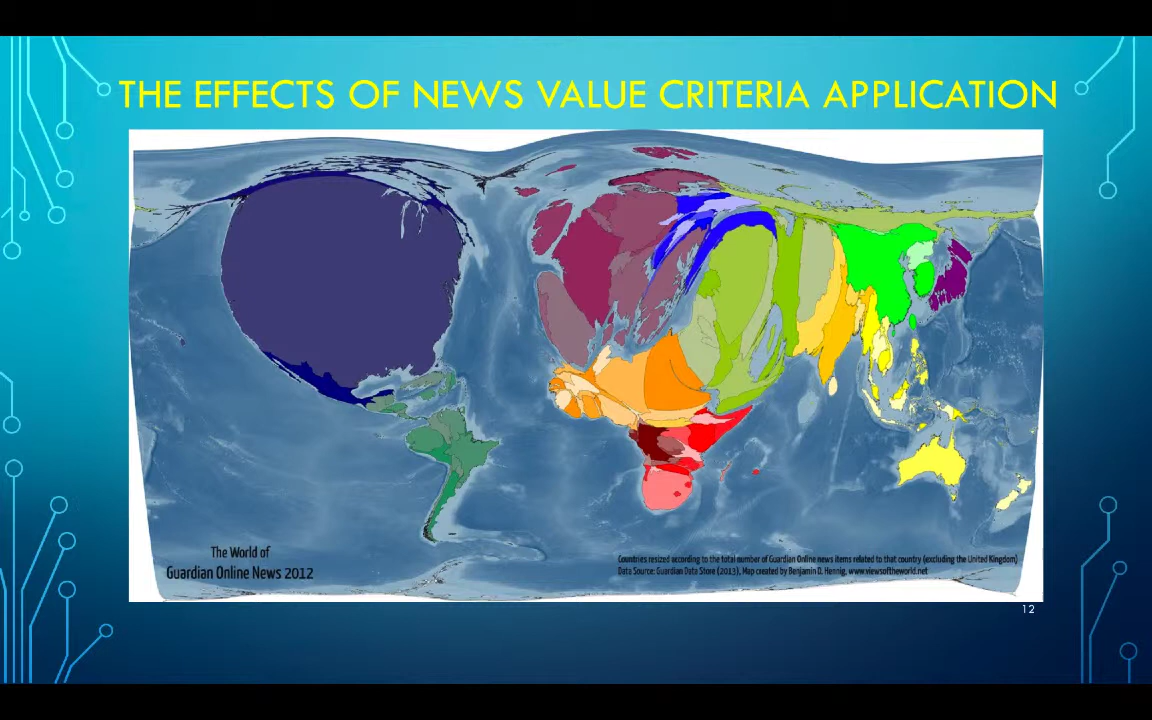 THE EFFECTS OF NEWS VALUE CRITERIA APPLICATION
The World of
Guardian Online News 2012
Countries resized according to the total number of Guardian Online news items related to that country (excluding the United Kingdom)
Data Source: Guardian Data Store (2013), Map created by Benjamin D. Hennig, www.viewsoftheworld.net
12